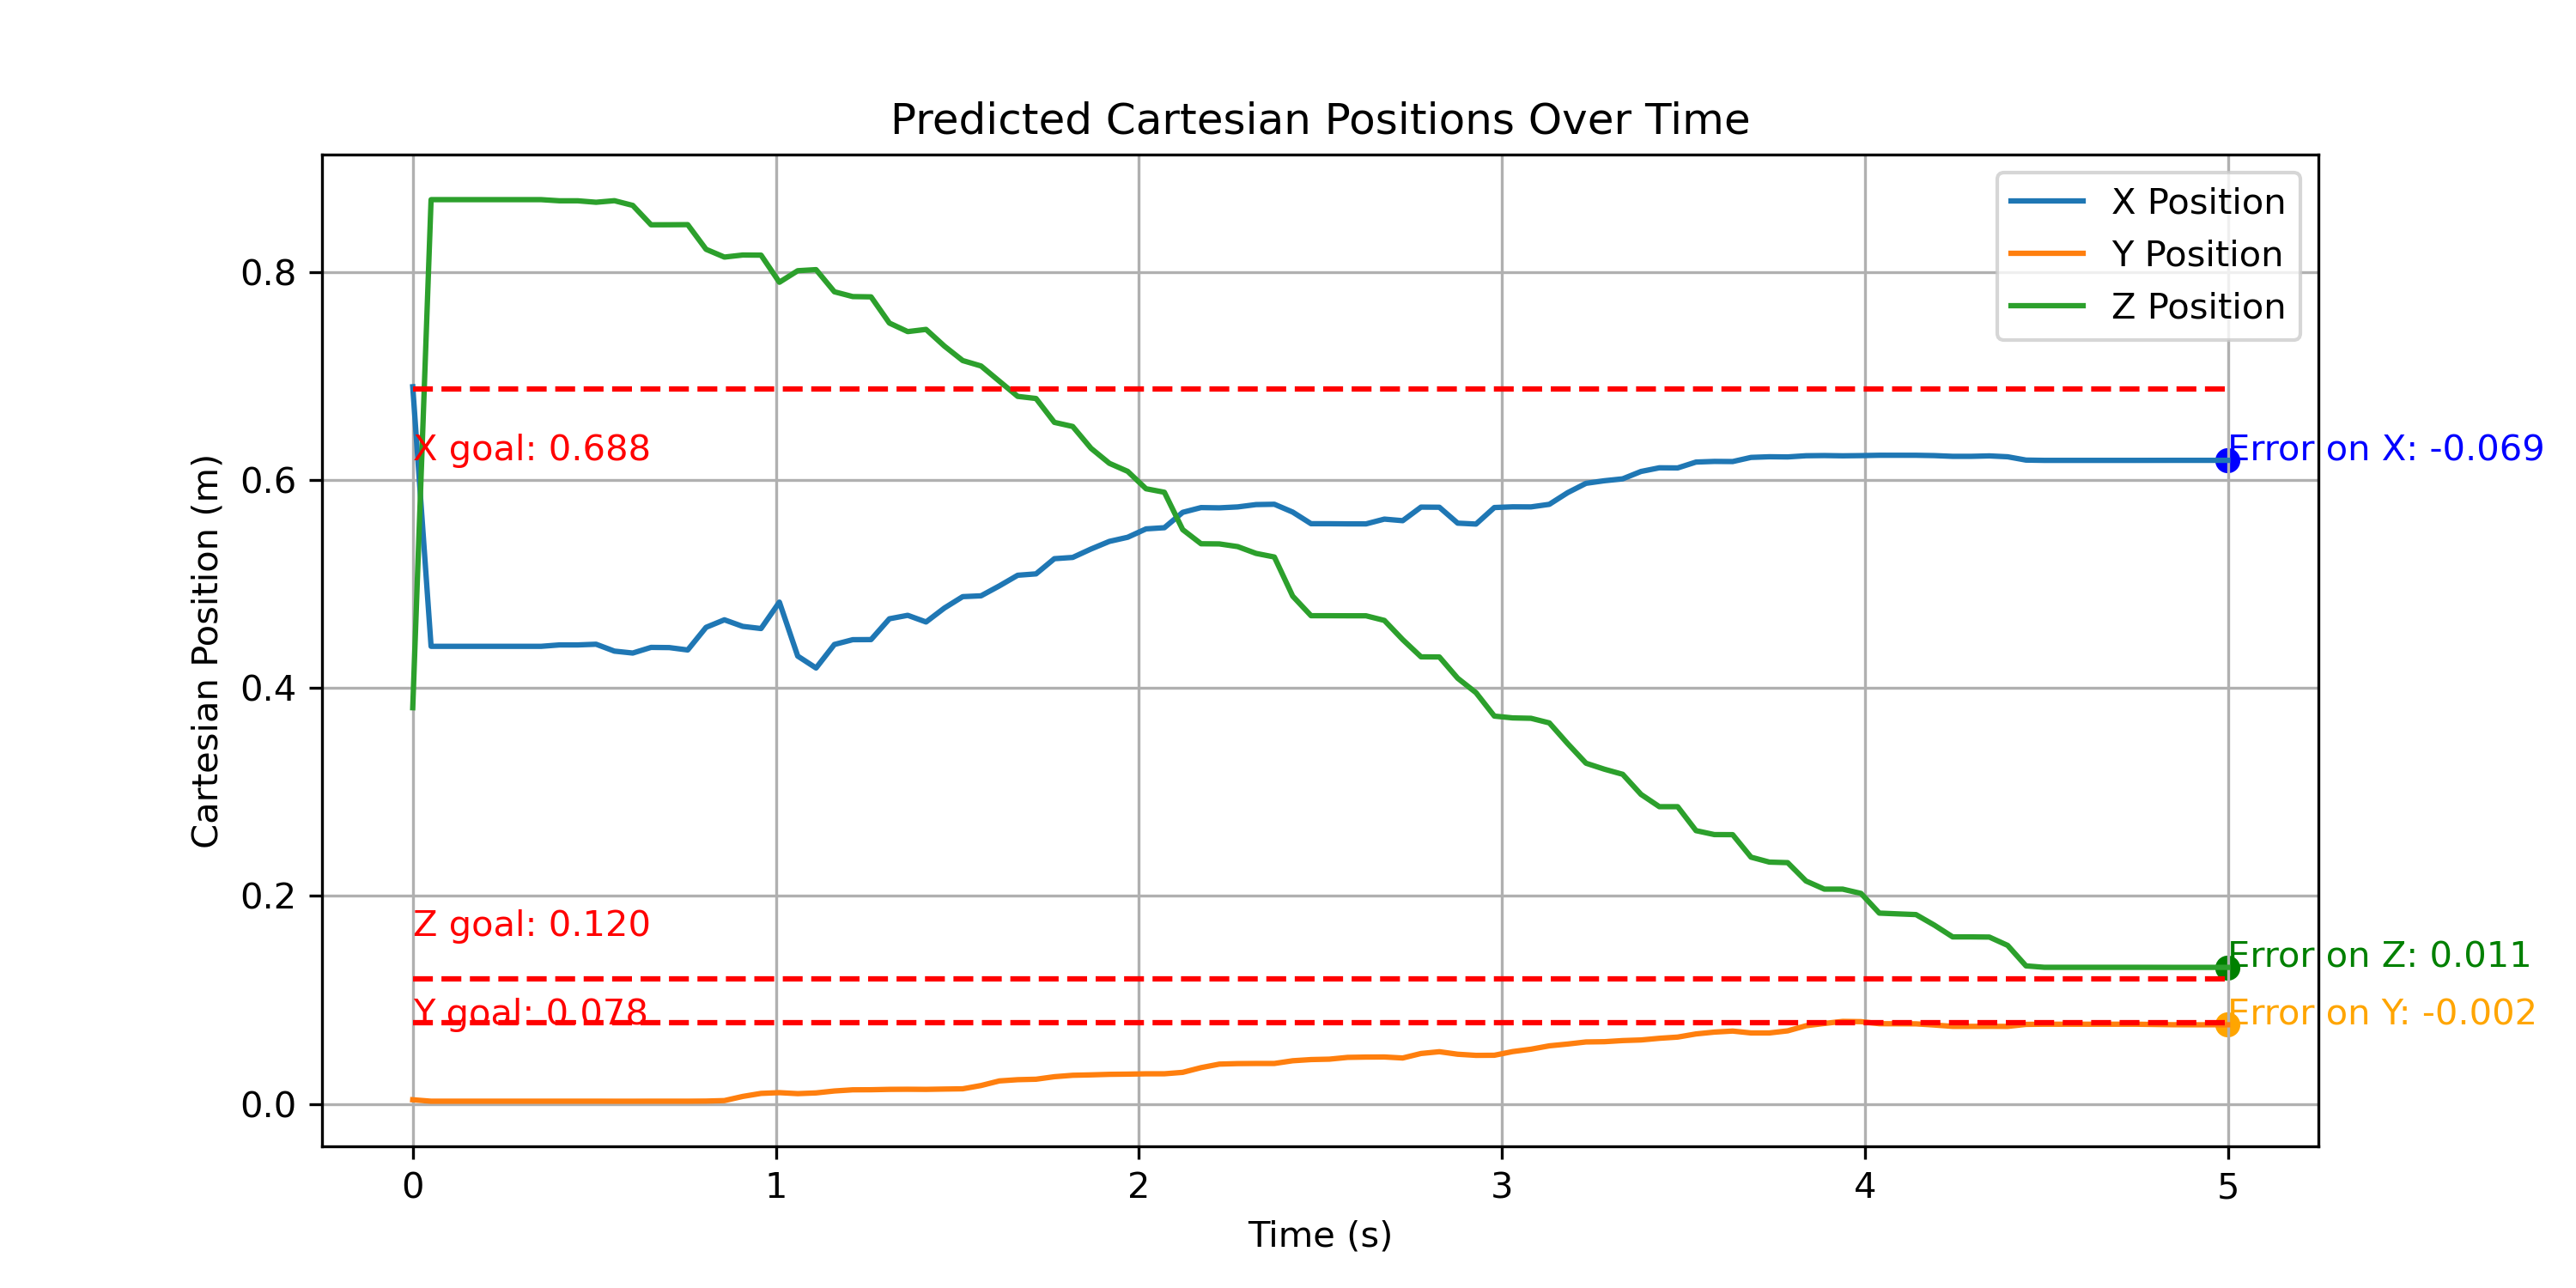 Predicted Cartesian Positions Over Time
X Position
Y Position
Z Position
Cartesian Position (m)
0.8
0.6
0.4
0.2
0.0
X goal: 0.688
Error on X: -0.069
Z goal: 0.120
Error on Z: 0.011
Y goal: 0.078
Error on Y: -0.002
0 1 2 3 4 5
Time (s)